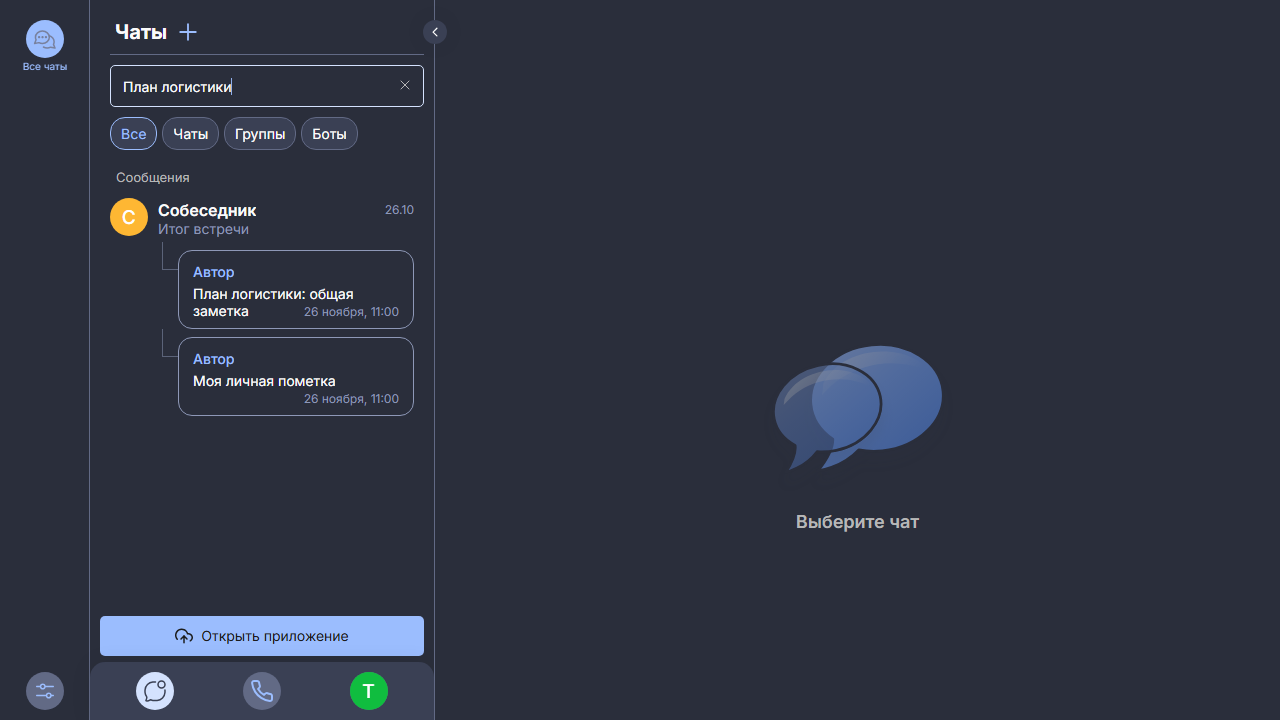 Все чаты
Чаты
План логистики
Все
Чаты
Группы
Боты
Сообщения
С
Собеседник
26.10
Итог встречи
Автор
План логистики: общая
заметка
26 ноября, 11:00
Автор
Моя личная пометка
26 ноября, 11:00
Выберите чат
Открыть приложение
Т